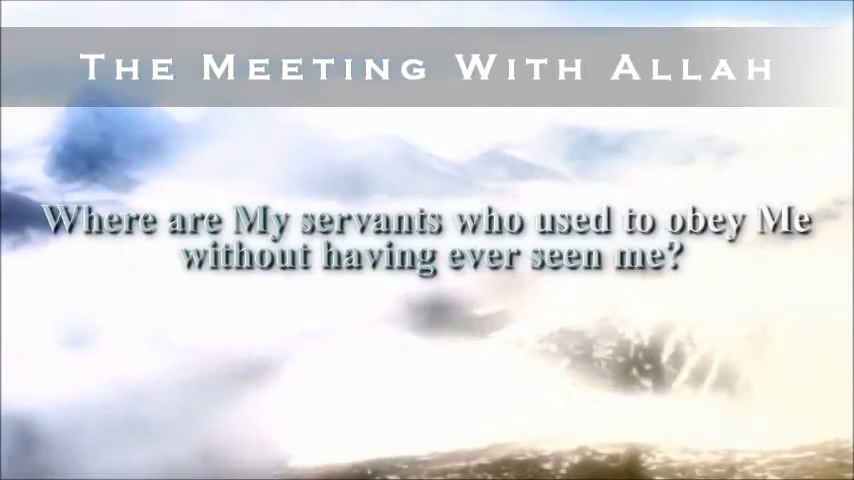 The Meeting With Allah
Where are My servants who used to obey Me
without having ever seen me?